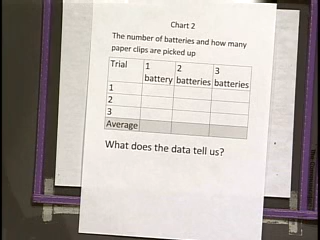 Chart 2
The number of batteries and how many
paper clips are picked up
Trial 1 battery 2 batteries 3 batteries
1
2
3
Average
What does the data tell us?